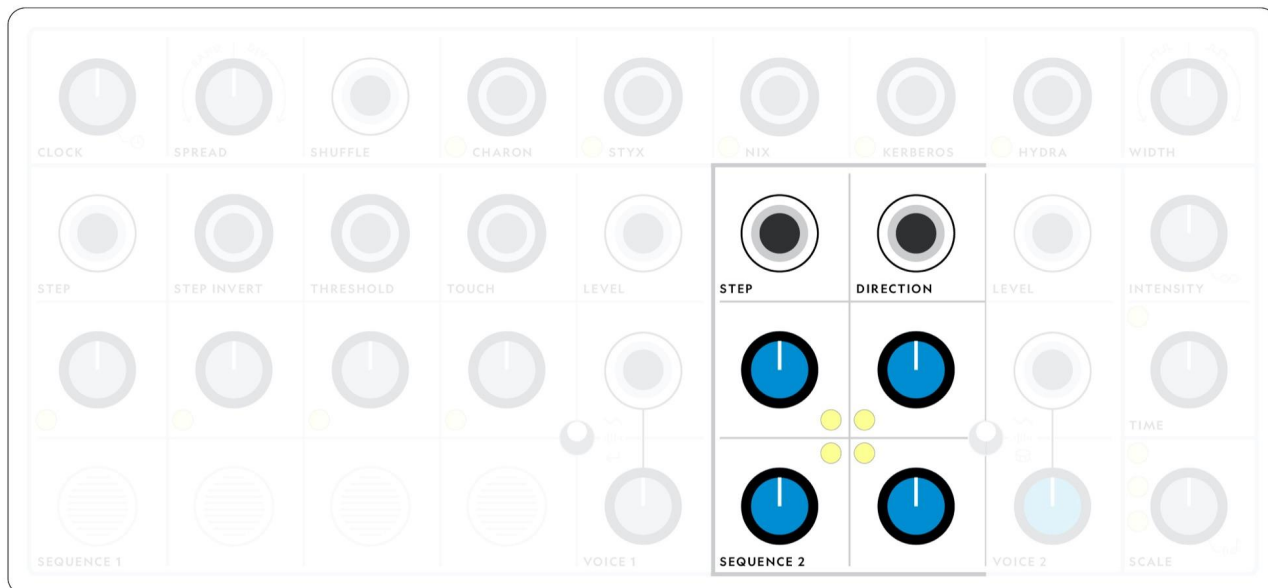 CLOCK SPREAD SHUFFLE CHARON STYX NIX KERBEROS HYDRA WIDTH
STEP STEP INVERT THRESHOLD TOUCH LEVEL STEP DIRECTION LEVEL INTENSITY
TIME
SEQUENCE 1 VOICE 1 SEQUENCE 2 VOICE 2 SCALE